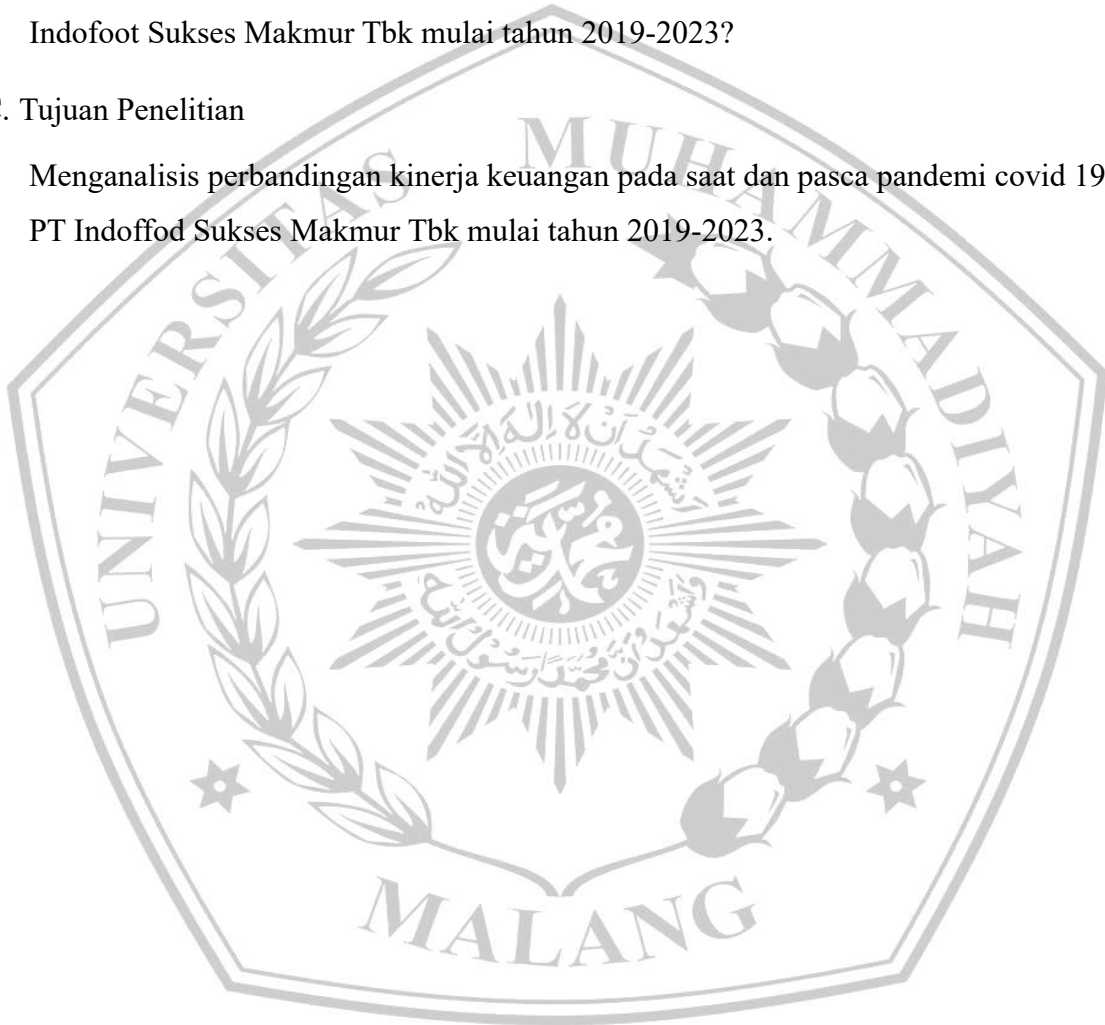 Indofoot Sukses Makmur Tbk mulai tahun 2019-2023?
. Tujuan Penelitian
Menganalisis perbandingan kinerja keuangan pada saat dan pasca pandemi covid 19
PT Indoffod Sukses Makmur Tbk mulai tahun 2019-2023.
UNIVERSITAS MUHAMMADIYAH
MALANG